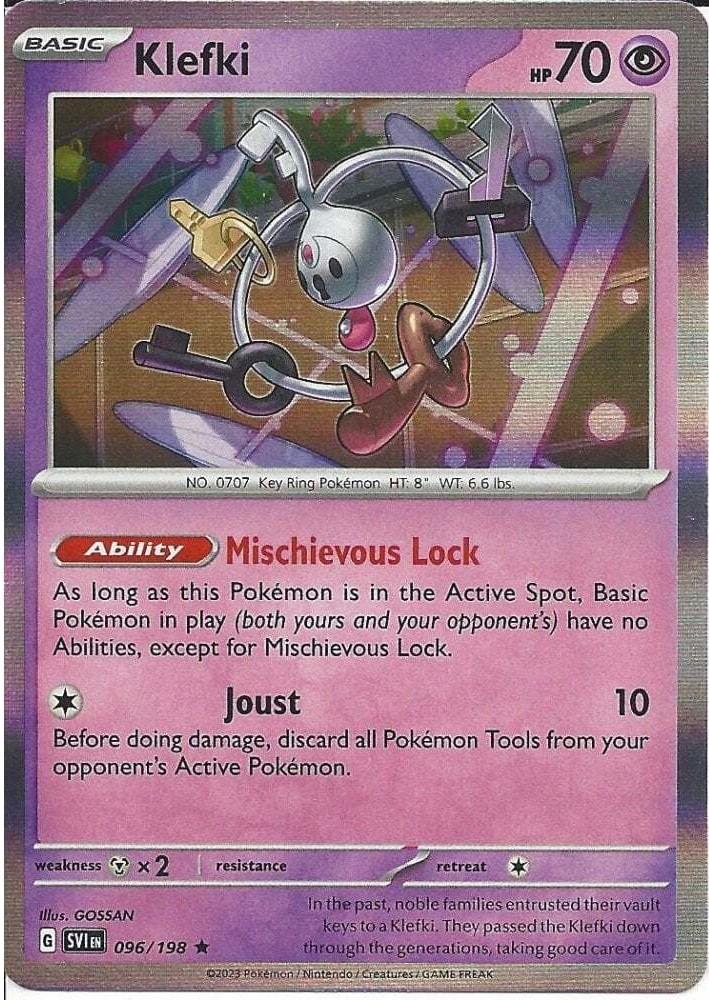 BASIC
Klefki
HP 70
NO. 0707 Key Ring Pokémon HT: 8" WT: 6.6 lbs.
Ability Mischievous Lock
As long as this Pokémon is in the Active Spot, Basic
Pokémon in play (both yours and your opponent's) have no
Abilities, except for Mischievous Lock.
Joust 10
Before doing damage, discard all Pokémon Tools from your
opponent's Active Pokémon.
weakness ×2 resistance retreat
Illus. GOSSAN
G SVI EN 096/198
In the past, noble families entrusted their vault
keys to a Klefki. They passed the Klefki down
through the generations, taking good care of it.
©2023 Pokémon / Nintendo / Creatures / GAME FREAK